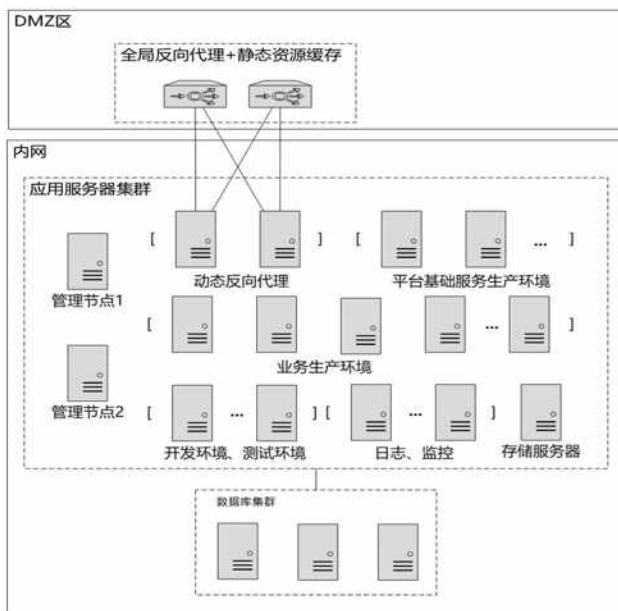 DMZ区
全局反向代理+静态资源缓存
内网
应用服务器集群
[ ] [ ... ]
管理节点1
动态反向代理
平台基础服务生产环境
[ ... ]
业务生产环境
管理节点2
[ ... ] [ ... ]
开发环境、测试环境
日志、监控
存储服务器
数据库集群